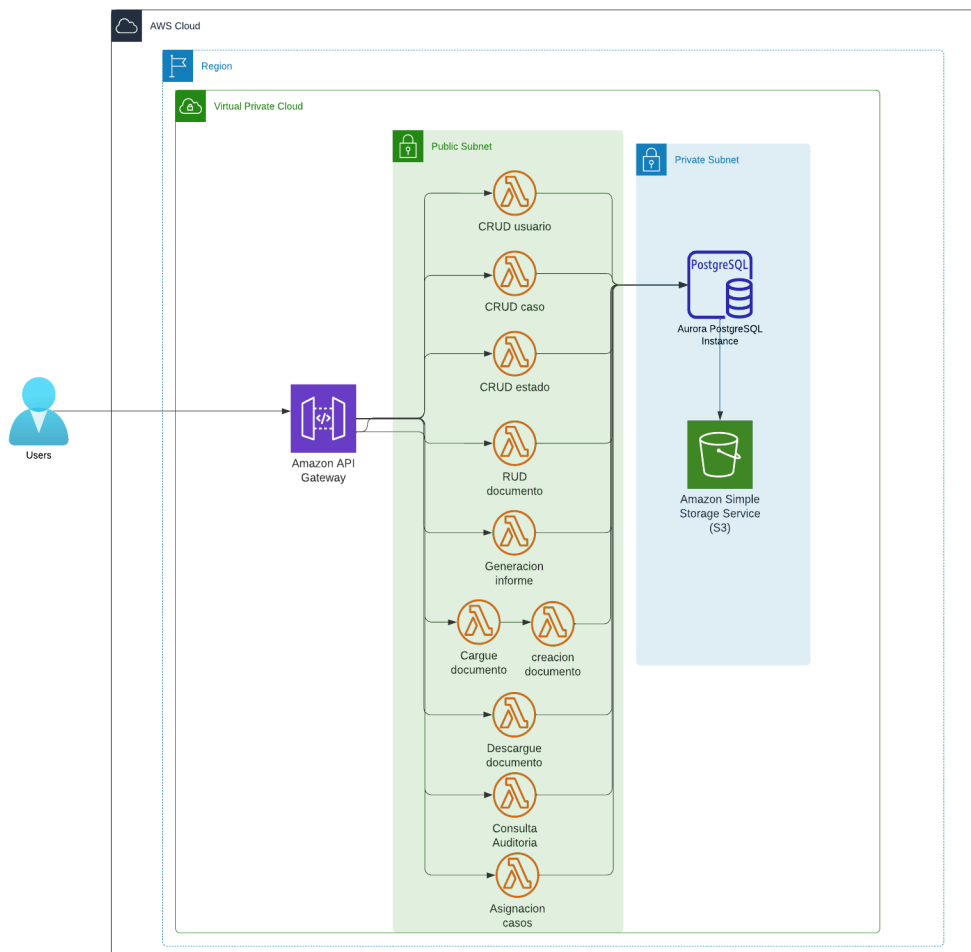 AWS Cloud
Region
Virtual Private Cloud
Public Subnet
Private Subnet
CRUD usuario
PostgreSQL
CRUD caso
Aurora PostgreSQL
Instance
CRUD estado
Users
Amazon API
Gateway
RUD
documento
Amazon Simple
Storage Service
(S3)
Generacion
informe
Cargue
documento
creacion
documento
Descargue
documento
Consulta
Auditoria
Asignacion
casos